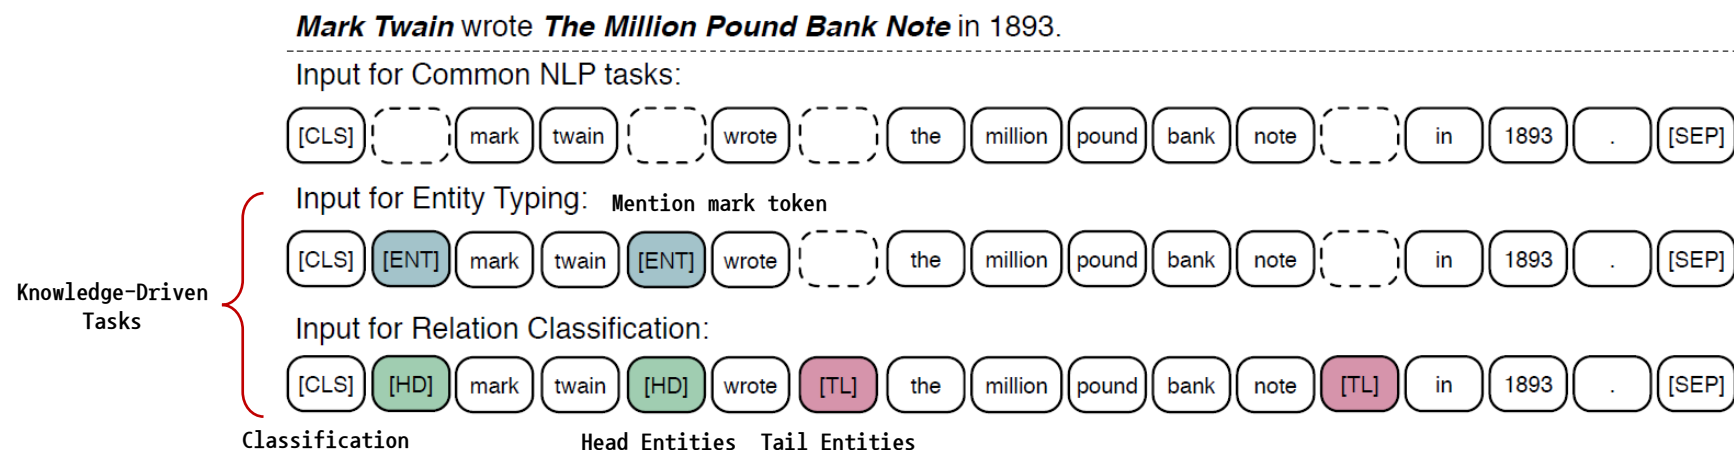 Mark Twain wrote The Million Pound Bank Note in 1893.
Input for Common NLP tasks:
[CLS] mark twain wrote the million pound bank note in 1893 . [SEP]
Input for Entity Typing: Mention mark token
[CLS] [ENT] mark twain [ENT] wrote the million pound bank note in 1893 . [SEP]
Knowledge-Driven
Tasks
Input for Relation Classification:
[CLS] [HD] mark twain [HD] wrote [TL] the million pound bank note [TL] in 1893 . [SEP]
Classification Head Entities Tail Entities